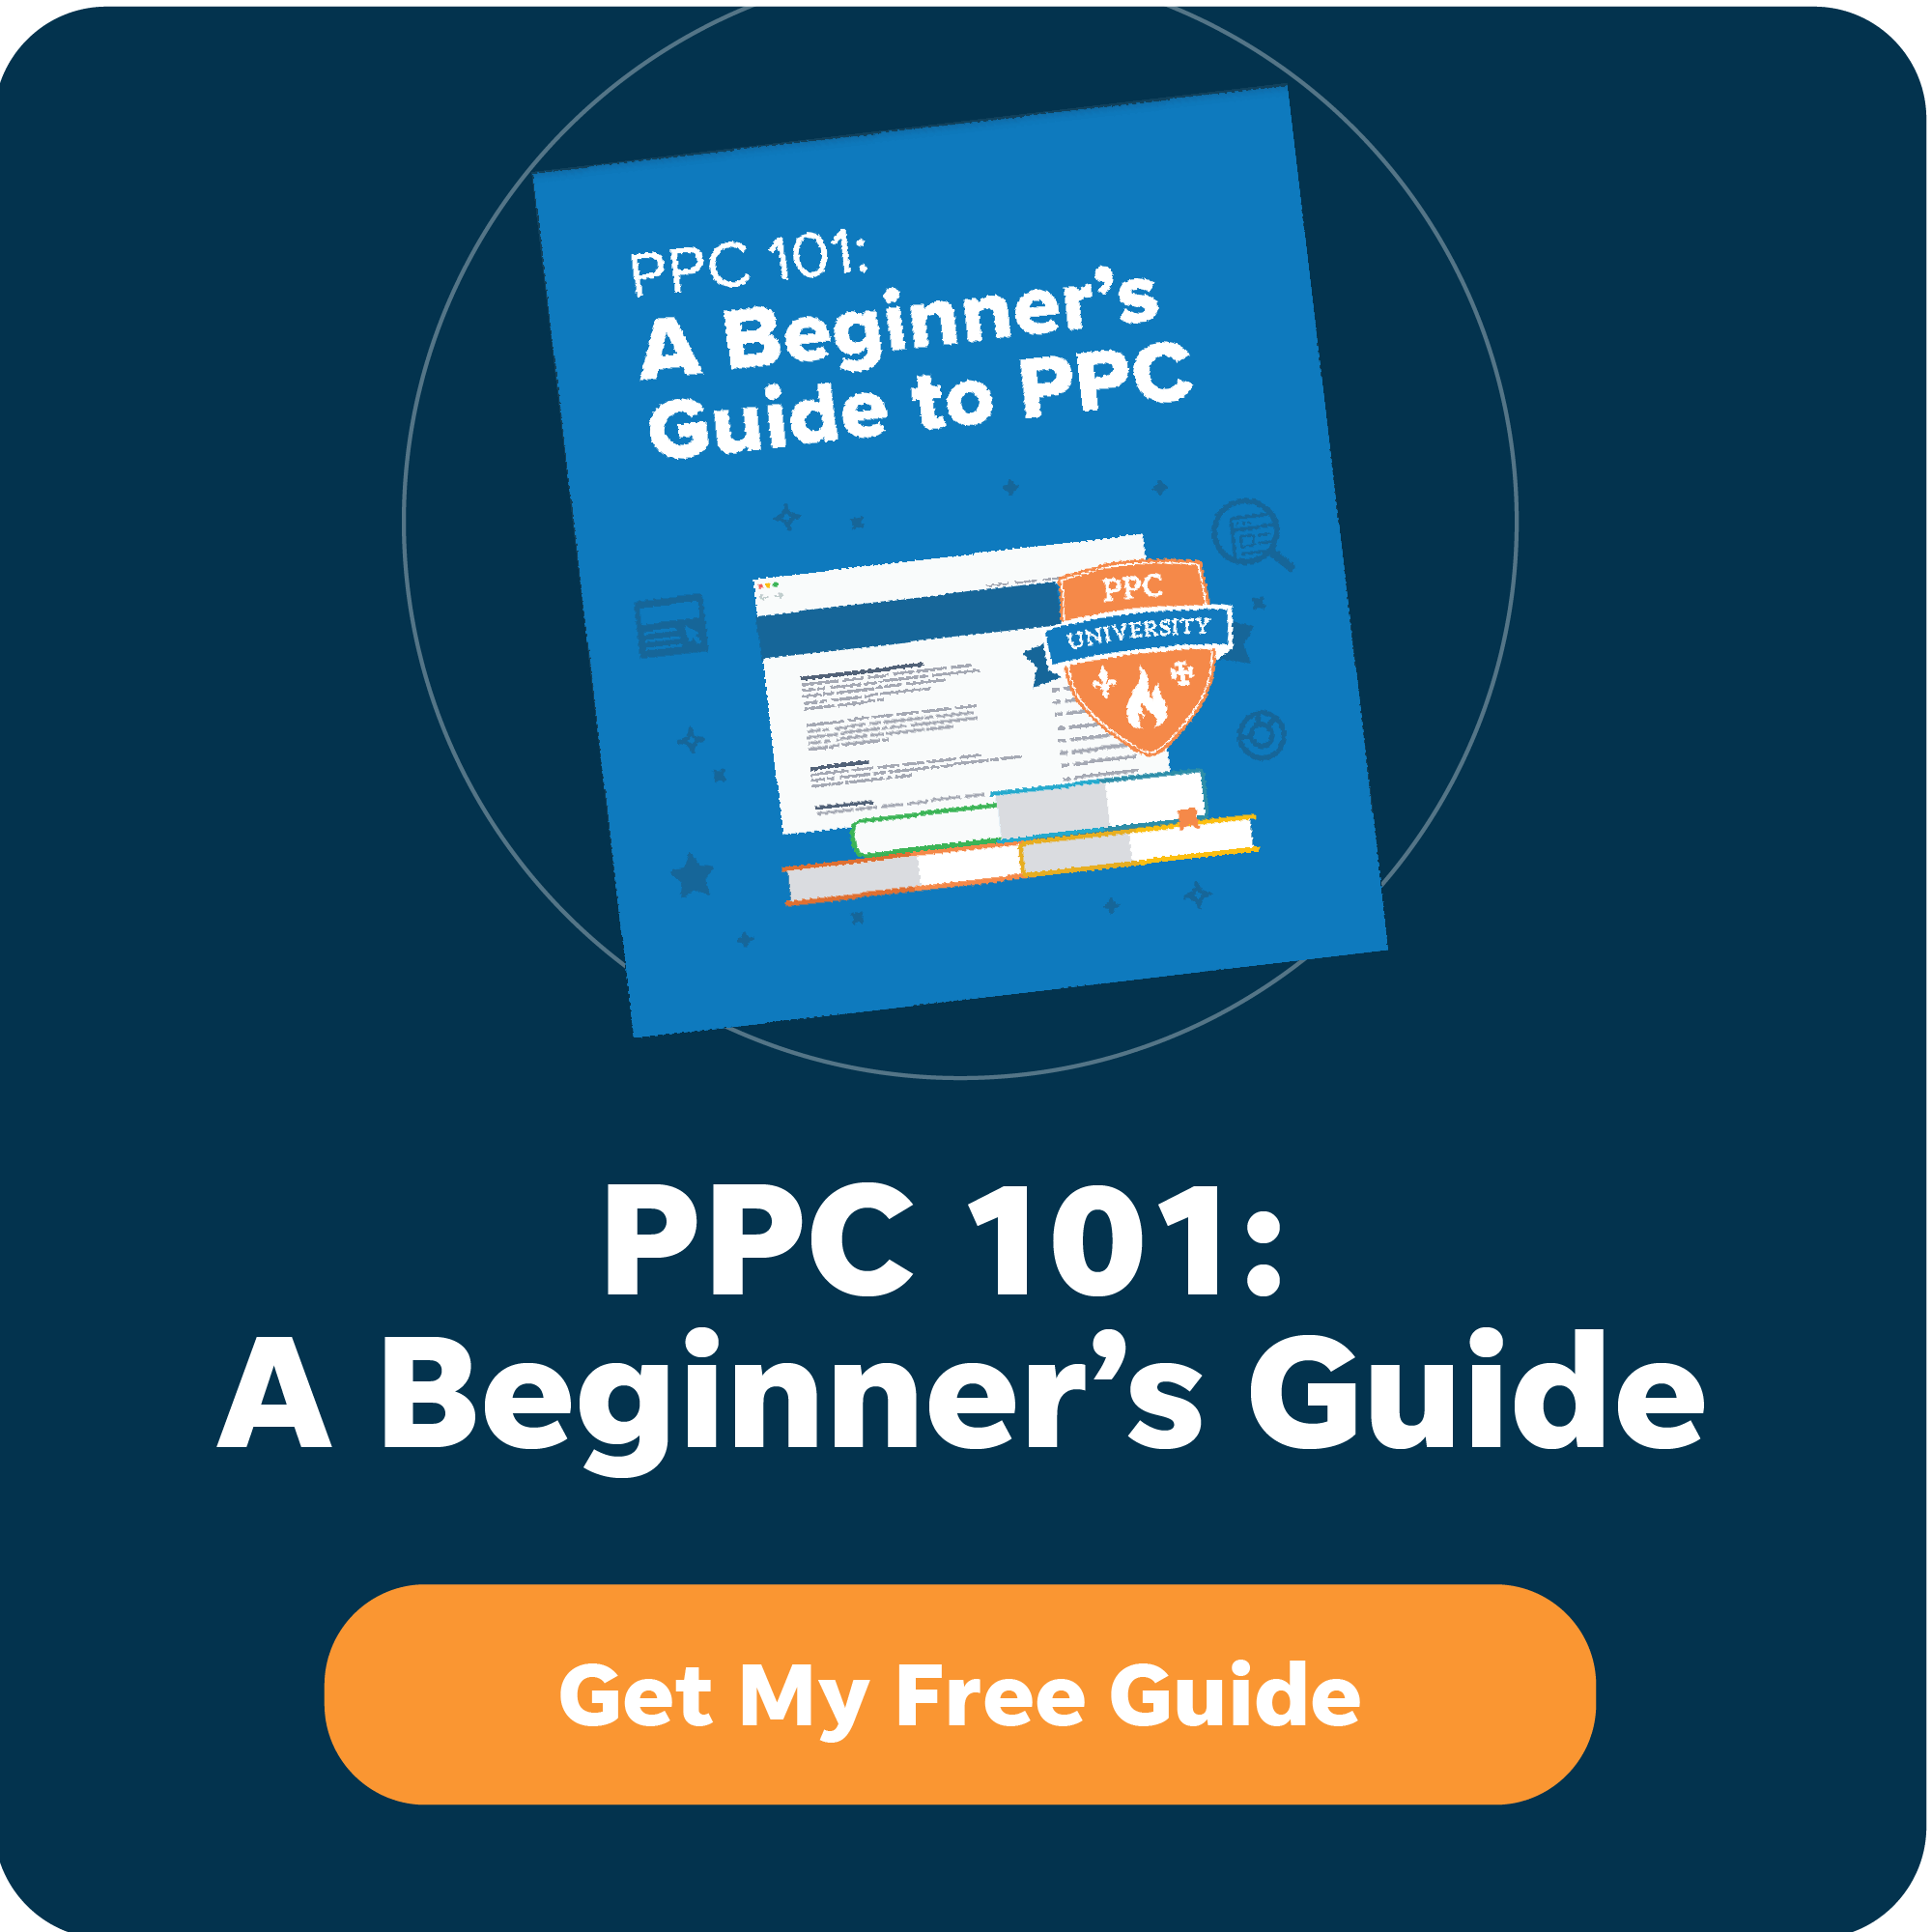 PPC 101:
A Beginner’s
Guide to PPC
PPC
UNIVERSITY
PPC 101:
A Beginner’s Guide
Get My Free Guide